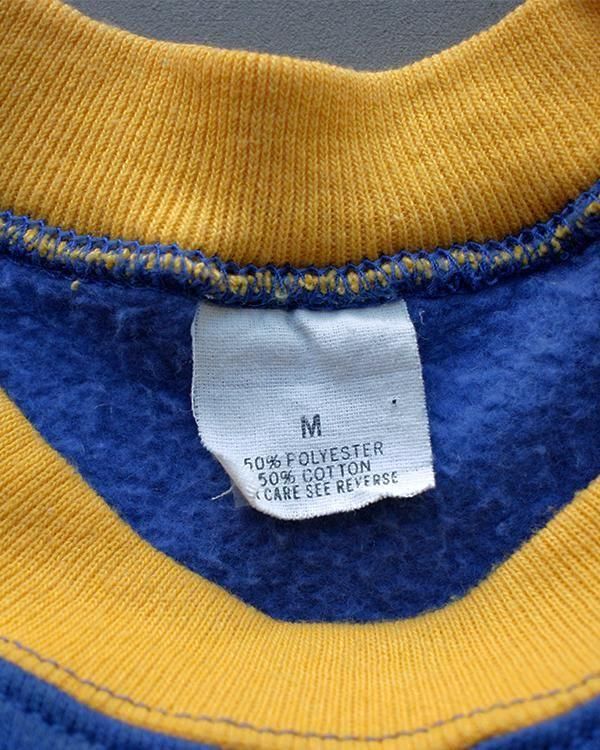 M
50% POLYESTER
50% COTTON
CARE SEE REVERSE